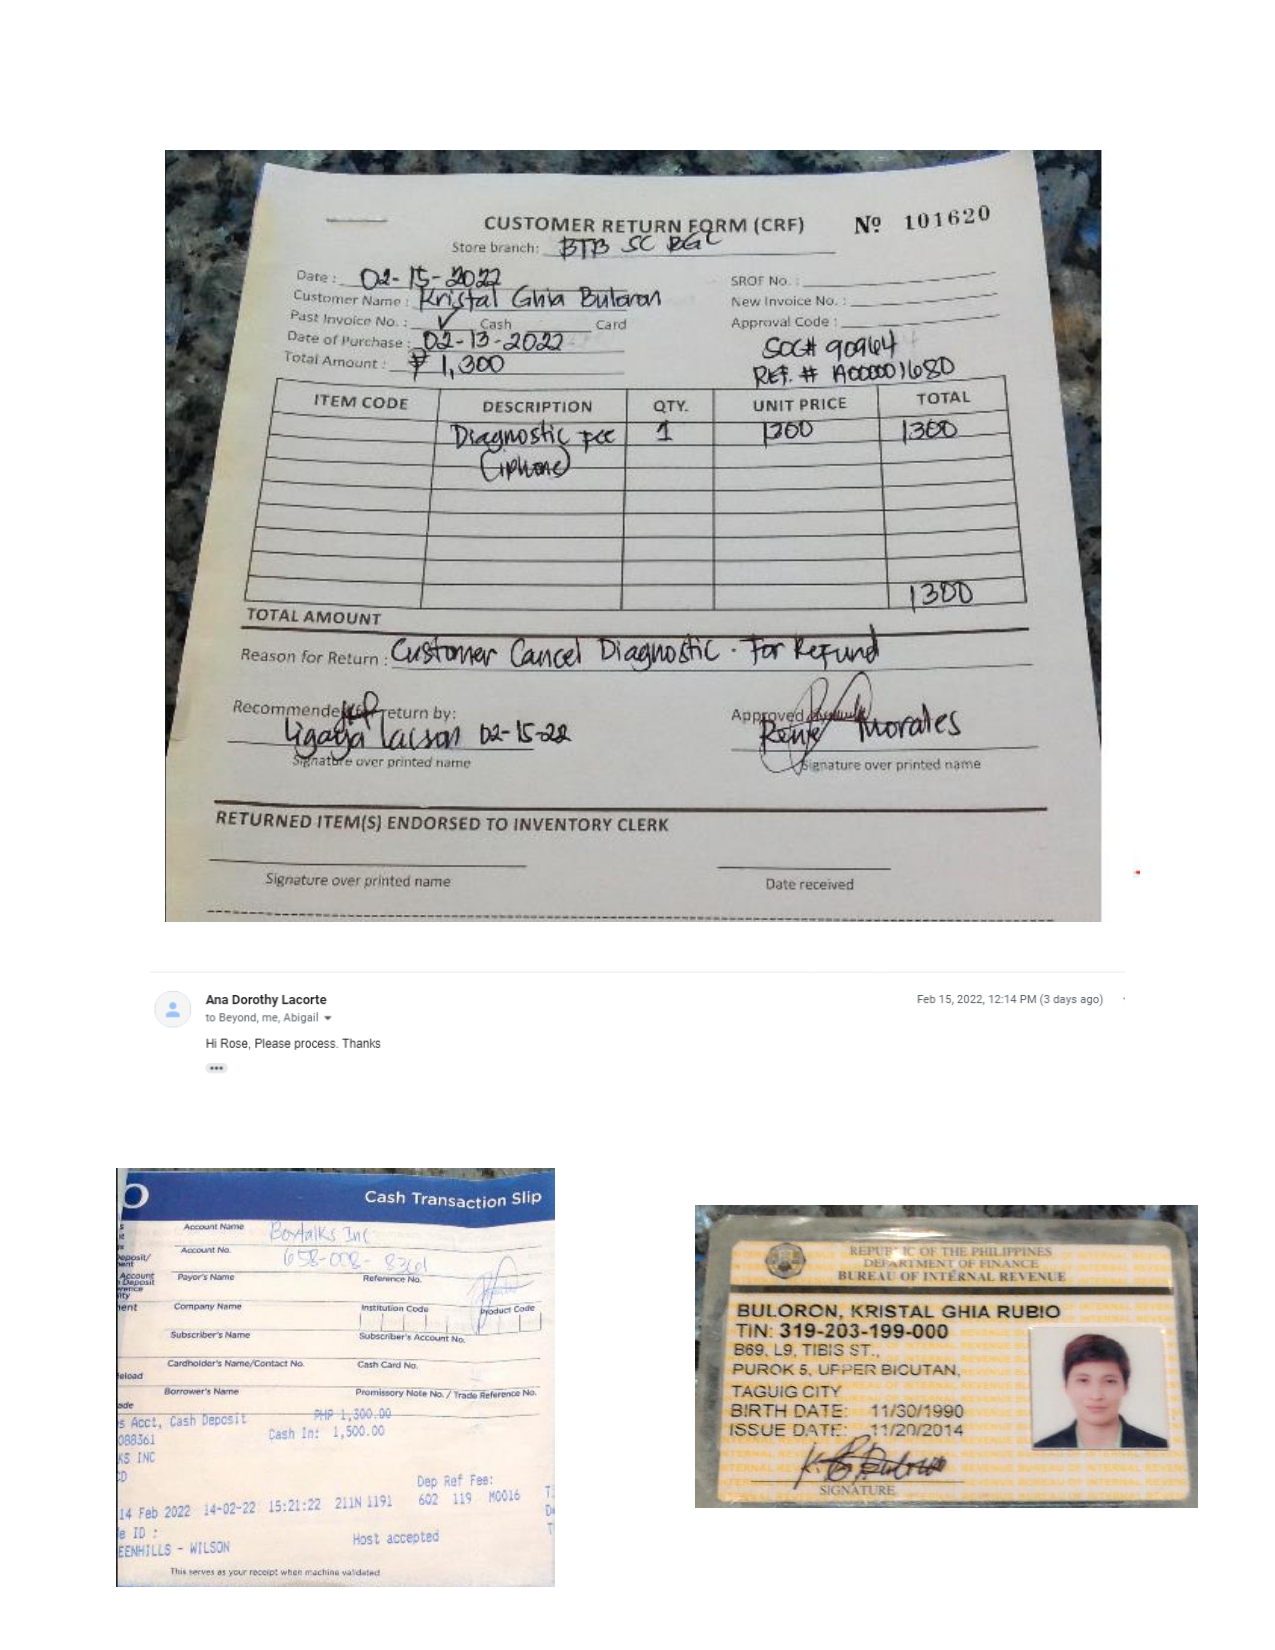 CUSTOMER RETURN FORM (CRF)
Nº 101620
Store branch: BTB SC BGC
Date : 02-15-2022
SROF No. :
Customer Name : Kristal Ghia Buloron
New Invoice No. :
Past Invoice No. : ✓ Cash Card
Approval Code :
Date of Purchase : 02-13-2022
SOG# 90964
Total Amount : ₱ 1,300
REF. # A000001680
ITEM CODE DESCRIPTION QTY. UNIT PRICE TOTAL
Diagnostic fee 1 1300 1300
(iphone)
1300
TOTAL AMOUNT
Reason for Return : Customer Cancel Diagnostic . For Refund
Recommended for return by:
Approved
Ligaya Lacson 02-15-22
Morales
Signature over printed name
Signature over printed name
RETURNED ITEM(S) ENDORSED TO INVENTORY CLERK
Signature over printed name
Date received
Ana Dorothy Lacorte
Feb 15, 2022, 12:14 PM (3 days ago)
to Beyond, me, Abigail
Hi Rose, Please process. Thanks
Cash Transaction Slip
Account Name Boxtalks Inc.
Account No. 658-008-8361
Payor's Name Reference No.
Company Name Institution Code Product Code
Subscriber's Name Subscriber's Account No.
Cardholder's Name/Contact No. Cash Card No.
Borrower's Name Promissory Note No. / Trade Reference No.
s Acct, Cash Deposit PHP 1,300.00
088361 Cash In: 1,500.00
KS INC
Dep Ref Fee:
14 Feb 2022 14-02-22 15:21:22 211N 1191 602 119 M0016
e ID :
Host accepted
EENHILLS - WILSON
This serves as your receipt when machine validated
REPUBLIC OF THE PHILIPPINES
DEPARTMENT OF FINANCE
BUREAU OF INTERNAL REVENUE
BULORON, KRISTAL GHIA RUBIO
TIN: 319-203-199-000
B69, L9, TIBIS ST.,
PUROK 5, UPPER BICUTAN,
TAGUIG CITY
BIRTH DATE: 11/30/1990
ISSUE DATE: 11/20/2014
SIGNATURE